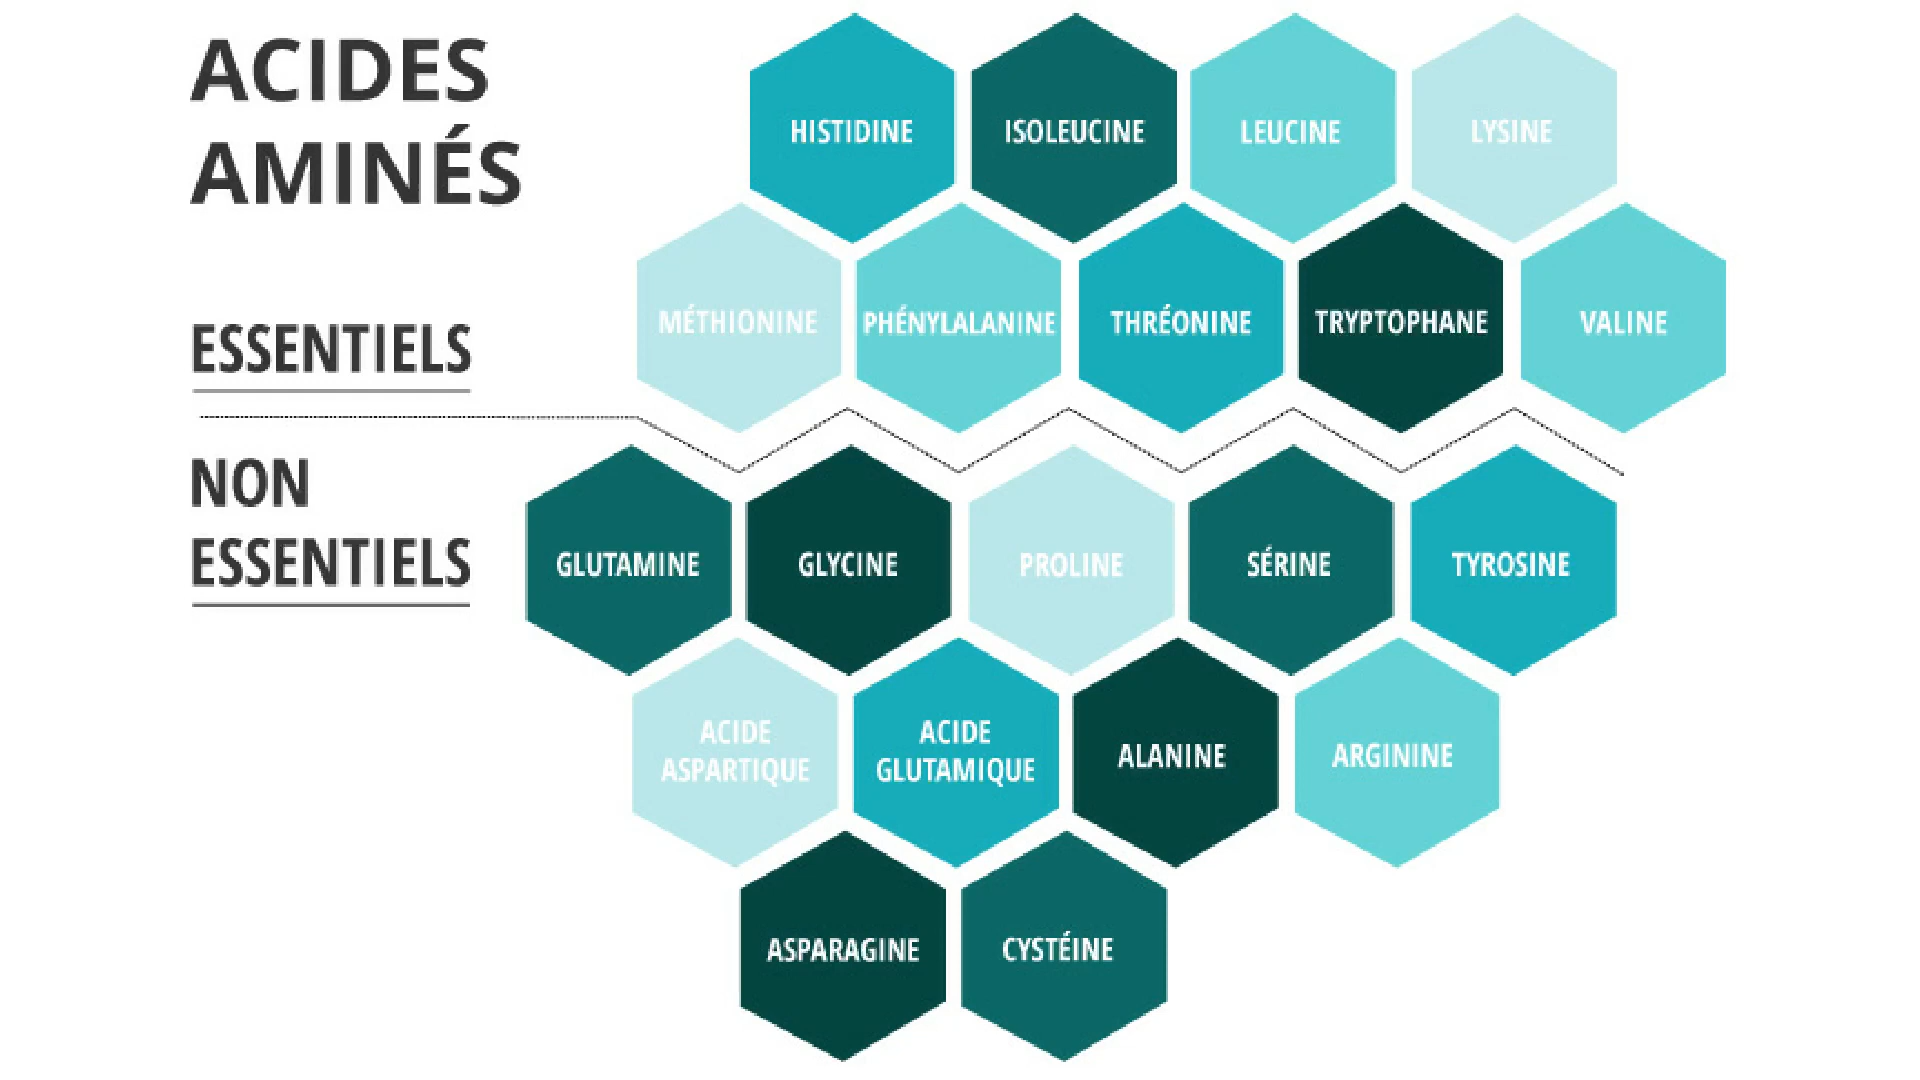 ACIDES
AMINÉS
HISTIDINE
ISOLEUCINE
LEUCINE
LYSINE
ESSENTIELS
MÉTHIONINE
PHÉNYLALANINE
THRÉONINE
TRYPTOPHANE
VALINE
NON
ESSENTIELS
GLUTAMINE
GLYCINE
PROLINE
SÉRINE
TYROSINE
ACIDE
ASPARTIQUE
ACIDE
GLUTAMIQUE
ALANINE
ARGININE
ASPARAGINE
CYSTÉINE